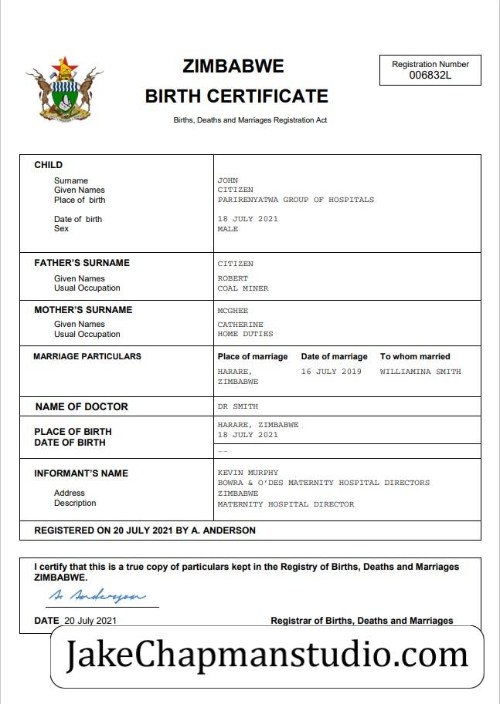 ZIMBABWE
BIRTH CERTIFICATE
Births, Deaths and Marriages Registration Act
Registration Number
006832L
CHILD
Surname JOHN
Given Names CITIZEN
Place of birth PARIRENYATWA GROUP OF HOSPITALS
Date of birth 18 JULY 2021
Sex MALE
FATHER'S SURNAME CITIZEN
Given Names ROBERT
Usual Occupation COAL MINER
MOTHER'S SURNAME MCGHEE
Given Names CATHERINE
Usual Occupation HOME DUTIES
MARRIAGE PARTICULARS Place of marriage Date of marriage To whom married
HARARE, 16 JULY 2019 WILLIAMINA SMITH
ZIMBABWE
NAME OF DOCTOR DR SMITH
PLACE OF BIRTH HARARE, ZIMBABWE
DATE OF BIRTH 18 JULY 2021
--
INFORMANT'S NAME KEVIN MURPHY
BOWRA & O'DES MATERNITY HOSPITAL DIRECTORS
Address ZIMBABWE
Description MATERNITY HOSPITAL DIRECTOR
REGISTERED ON 20 JULY 2021 BY A. ANDERSON
I certify that this is a true copy of particulars kept in the Registry of Births, Deaths and Marriages
ZIMBABWE.
A. Anderson
DATE 20 July 2021 Registrar of Births, Deaths and Marriages
JakeChapmanstudio.com